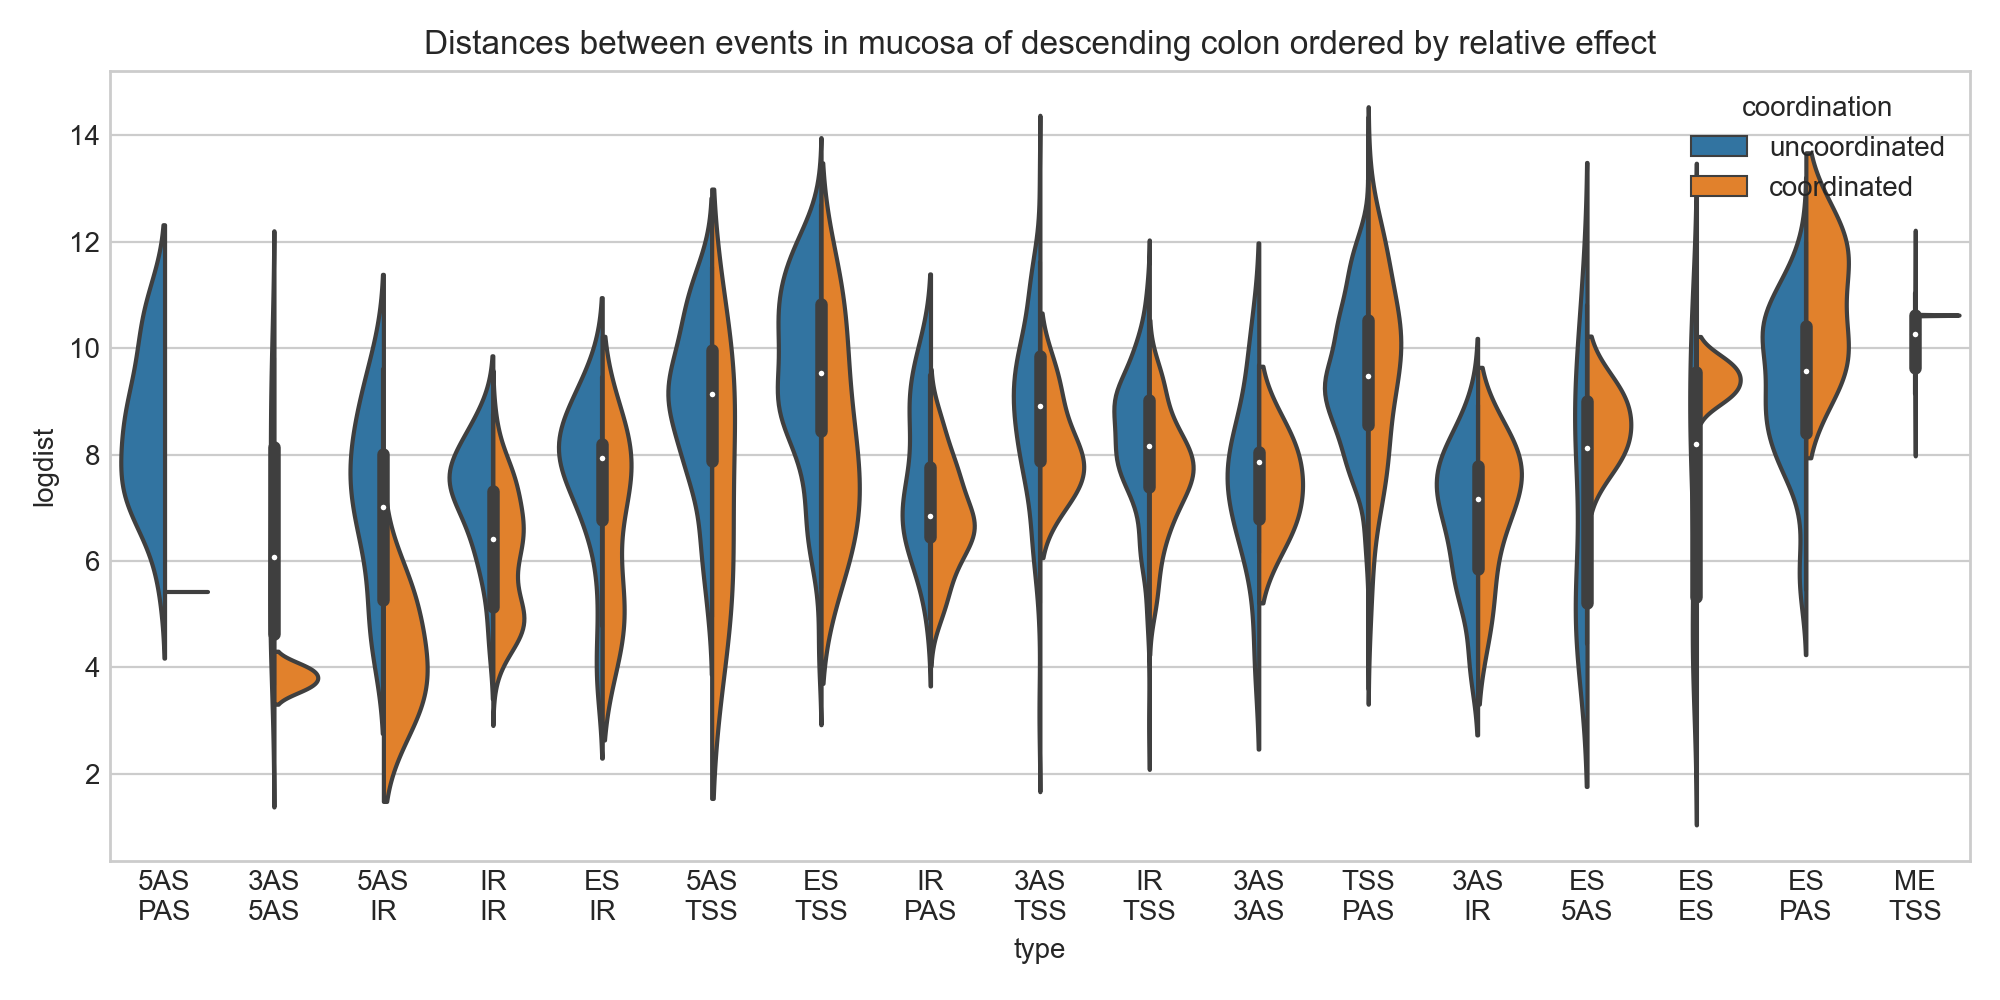 Distances between events in mucosa of descending colon ordered by relative effect
coordination
uncoordinated
coordinated
logdist
14
12
10
8
6
4
2
5AS 3AS 5AS IR ES 5AS ES IR 3AS IR 3AS TSS 3AS ES ES ES ME
PAS 5AS IR IR IR TSS TSS PAS TSS TSS 3AS PAS IR 5AS ES PAS TSS
type